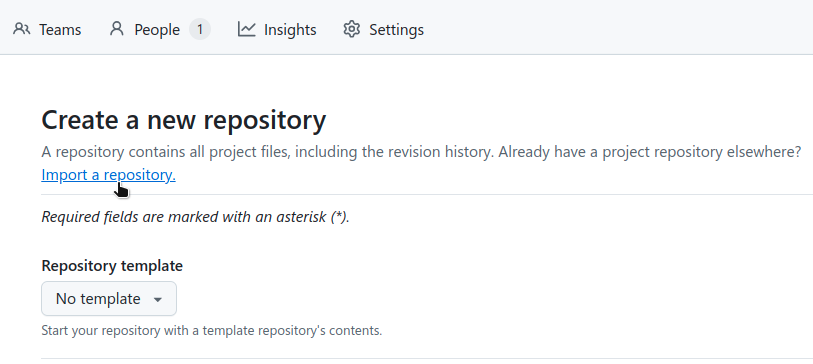 Teams People 1 Insights Settings
Create a new repository
A repository contains all project files, including the revision history. Already have a project repository elsewhere?
Import a repository.
Required fields are marked with an asterisk (*).
Repository template
No template
Start your repository with a template repository's contents.